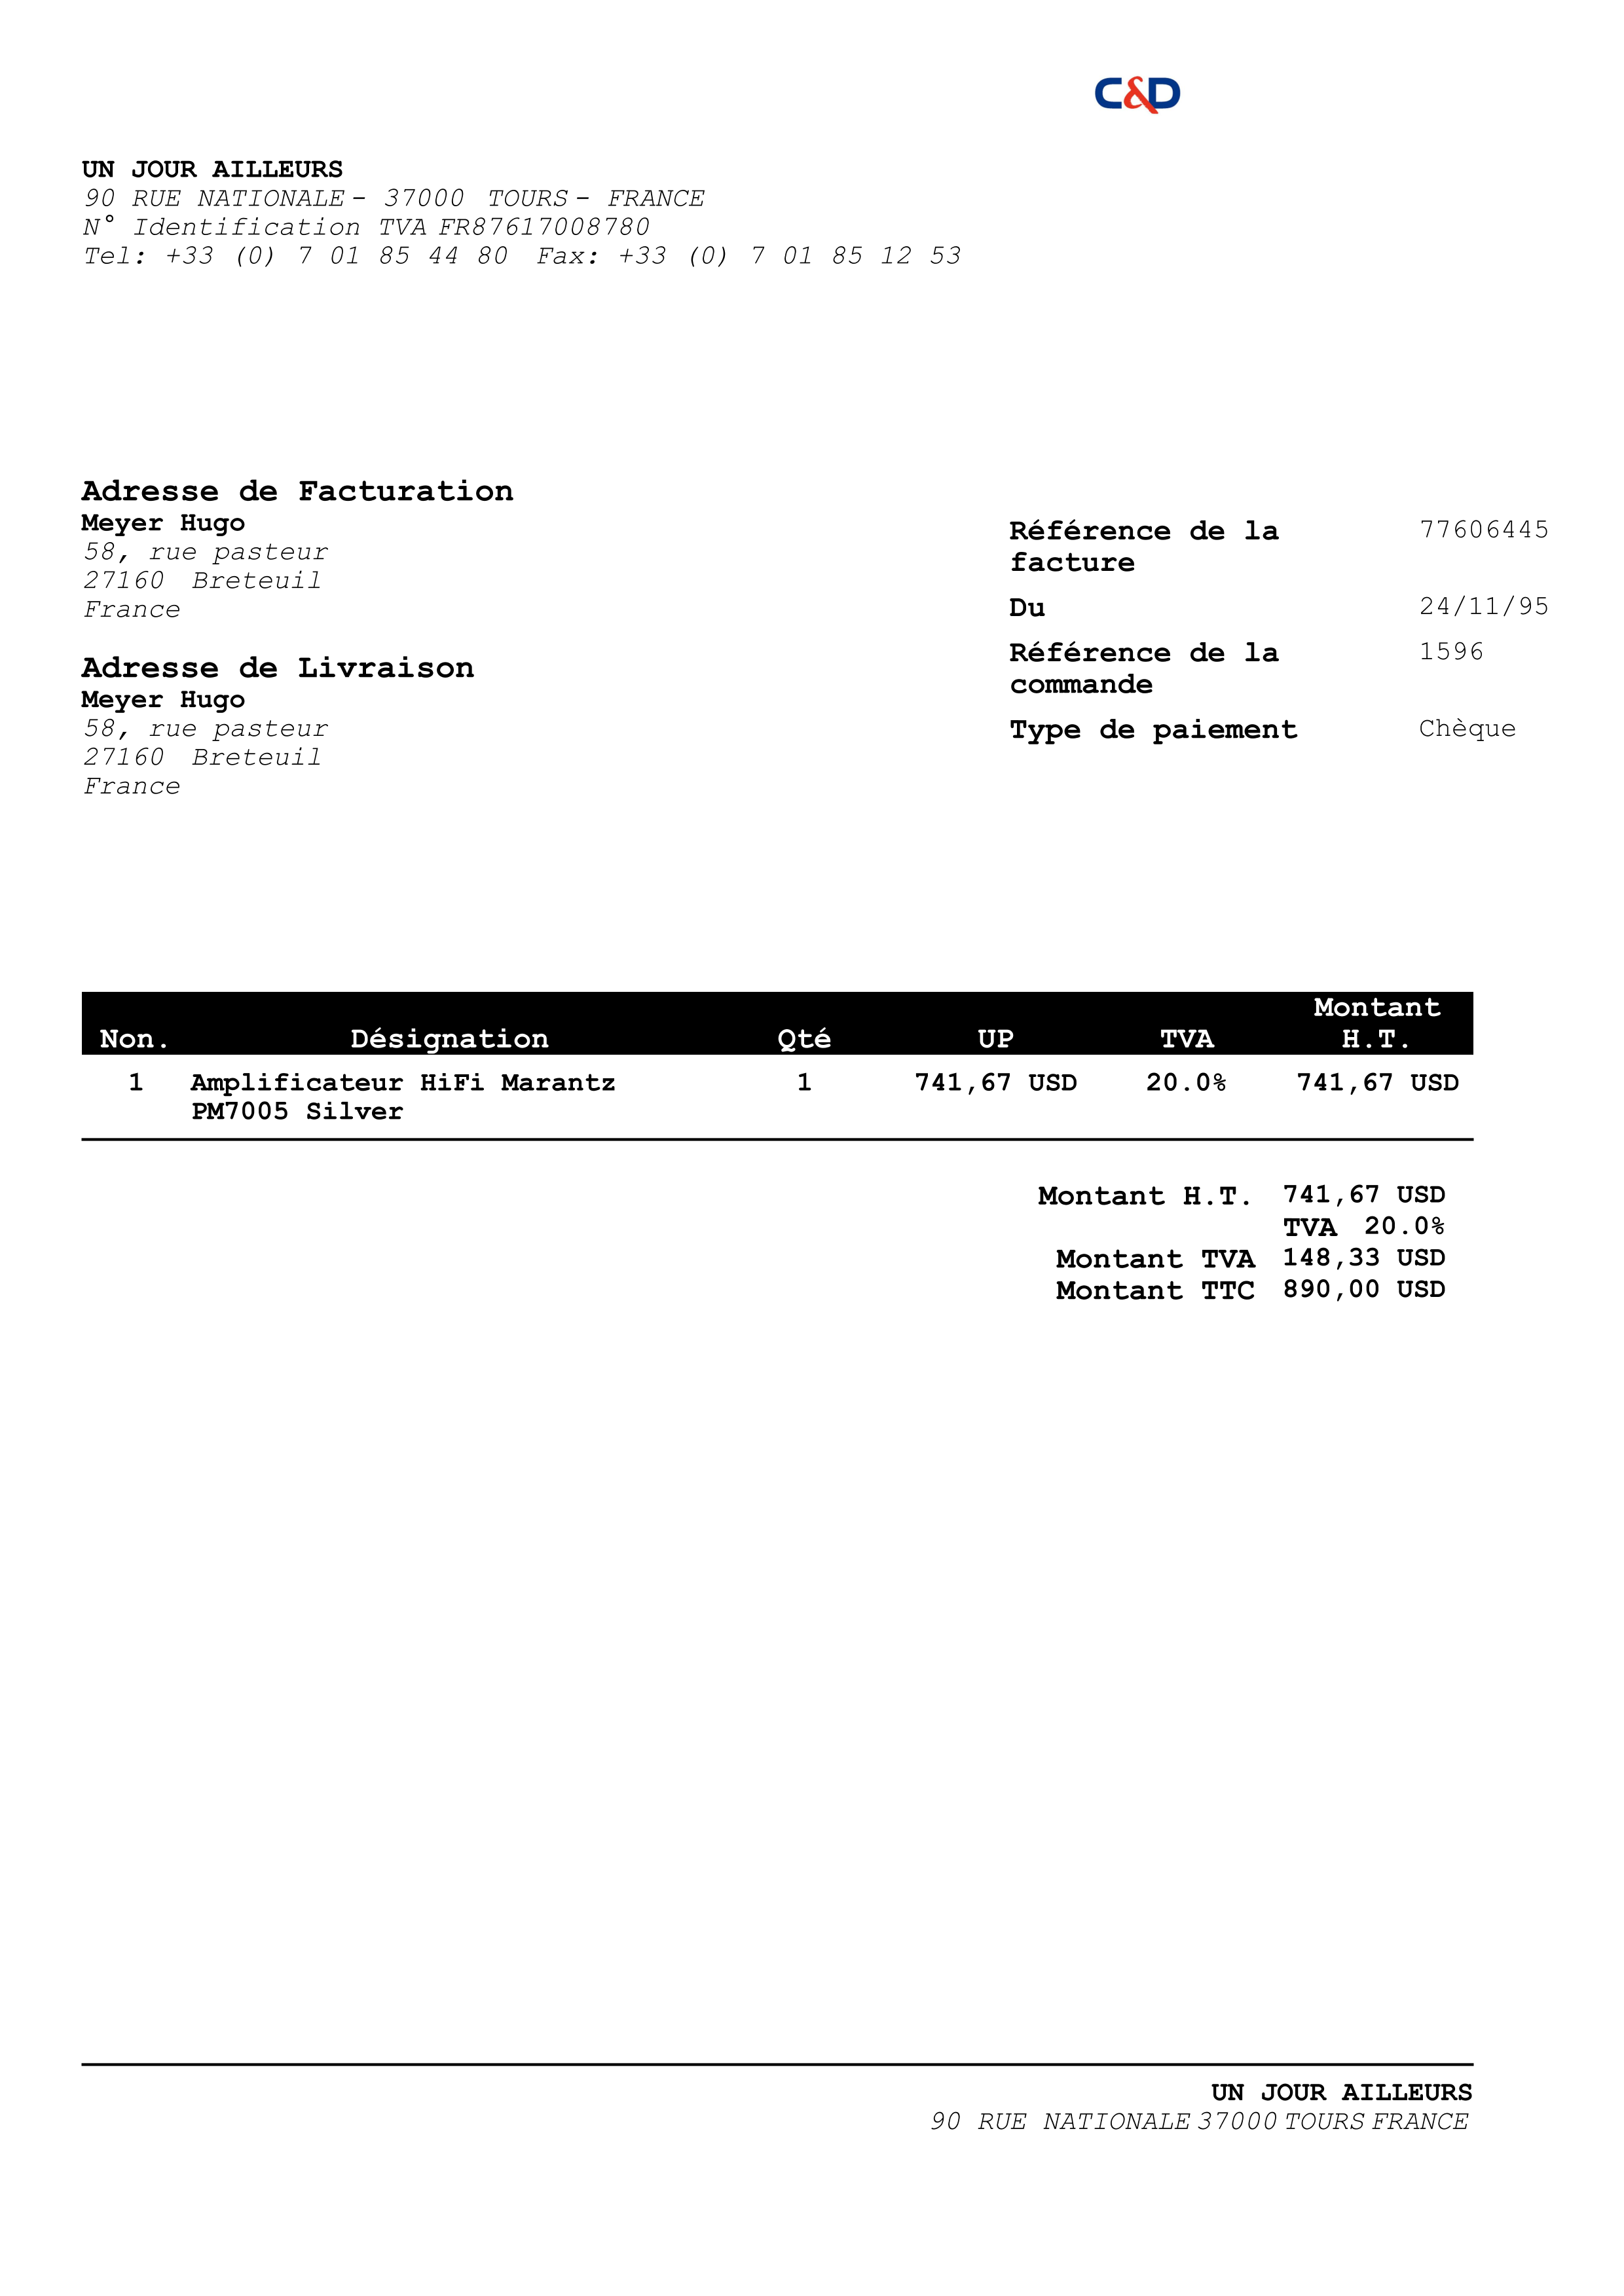 C&D
UN JOUR AILLEURS
90 RUE NATIONALE - 37000 TOURS - FRANCE
N° Identification TVA FR87617008780
Tel: +33 (0) 7 01 85 44 80 Fax: +33 (0) 7 01 85 12 53
Adresse de Facturation
Meyer Hugo
58, rue pasteur
27160 Breteuil
France
Adresse de Livraison
Meyer Hugo
58, rue pasteur
27160 Breteuil
France
Référence de la 77606445
facture
Du 24/11/95
Référence de la 1596
commande
Type de paiement Chèque
Montant
Non. Désignation Qté UP TVA H.T.
1 Amplificateur HiFi Marantz 1 741,67 USD 20.0% 741,67 USD
PM7005 Silver
Montant H.T. 741,67 USD
TVA 20.0%
Montant TVA 148,33 USD
Montant TTC 890,00 USD
UN JOUR AILLEURS
90 RUE NATIONALE 37000 TOURS FRANCE